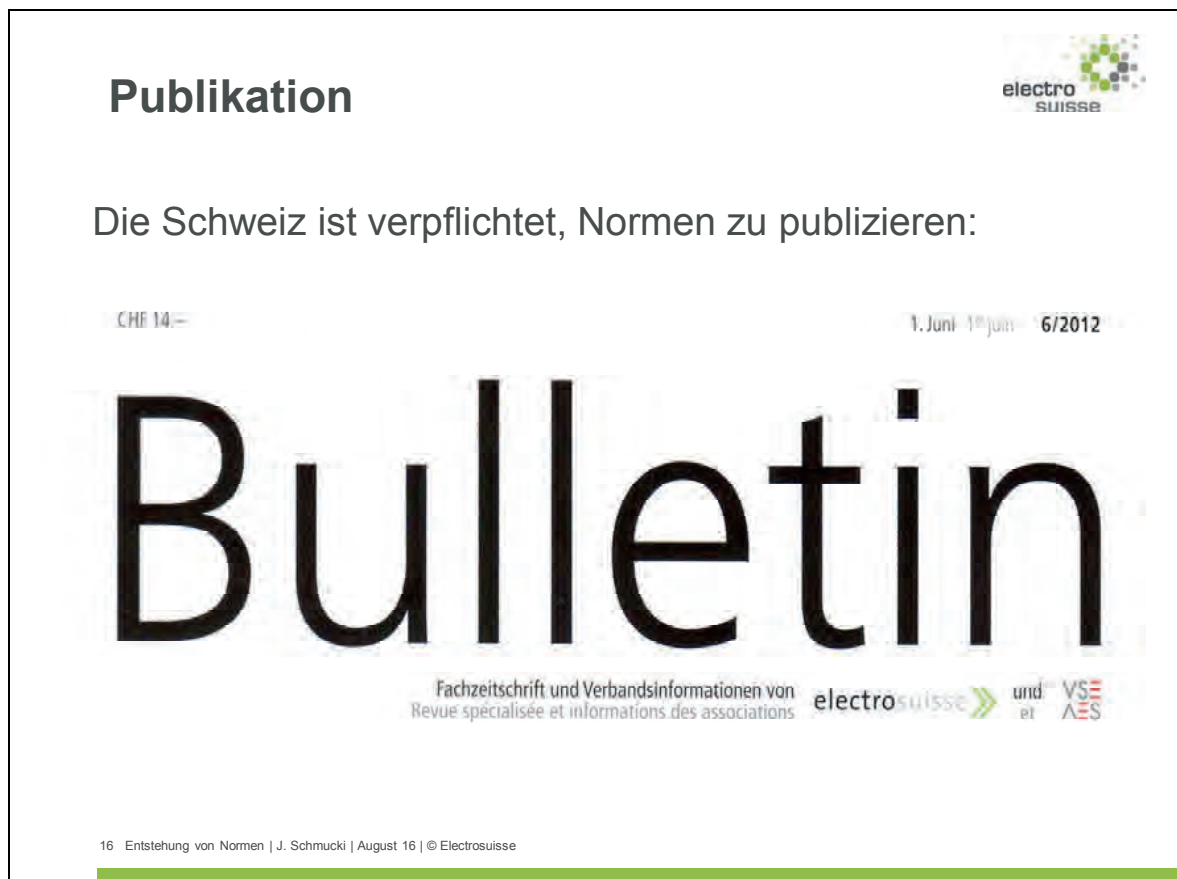 Publikation
electro
suisse
Die Schweiz ist verpflichtet, Normen zu publizieren:
CHF 14.–
1. Juni 1er juin 6/2012
Bulletin
Fachzeitschrift und Verbandsinformationen von
Revue spécialisée et informations des associations
electrosuisse
und
et
VSE
AES
16 Entstehung von Normen | J. Schmucki | August 16 | © Electrosuisse